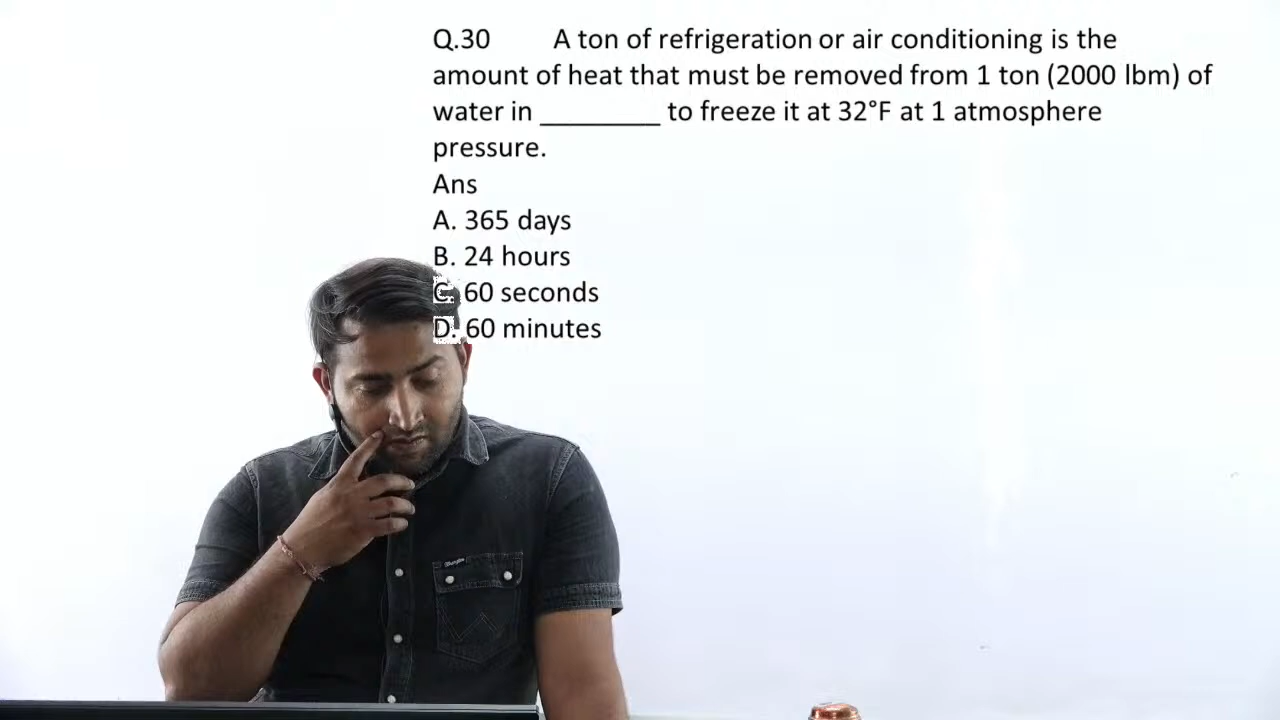 Q.30 A ton of refrigeration or air conditioning is the
amount of heat that must be removed from 1 ton (2000 lbm) of
water in ________ to freeze it at 32°F at 1 atmosphere
pressure.
Ans
A. 365 days
B. 24 hours
C. 60 seconds
D. 60 minutes